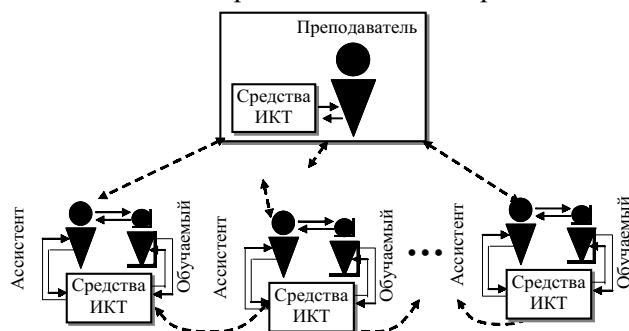 Преподаватель
Средства
ИКТ
Ассистент
Обучаемый
Средства
ИКТ
Ассистент
Обучаемый
Средства
ИКТ
Ассистент
Обучаемый
Средства
ИКТ